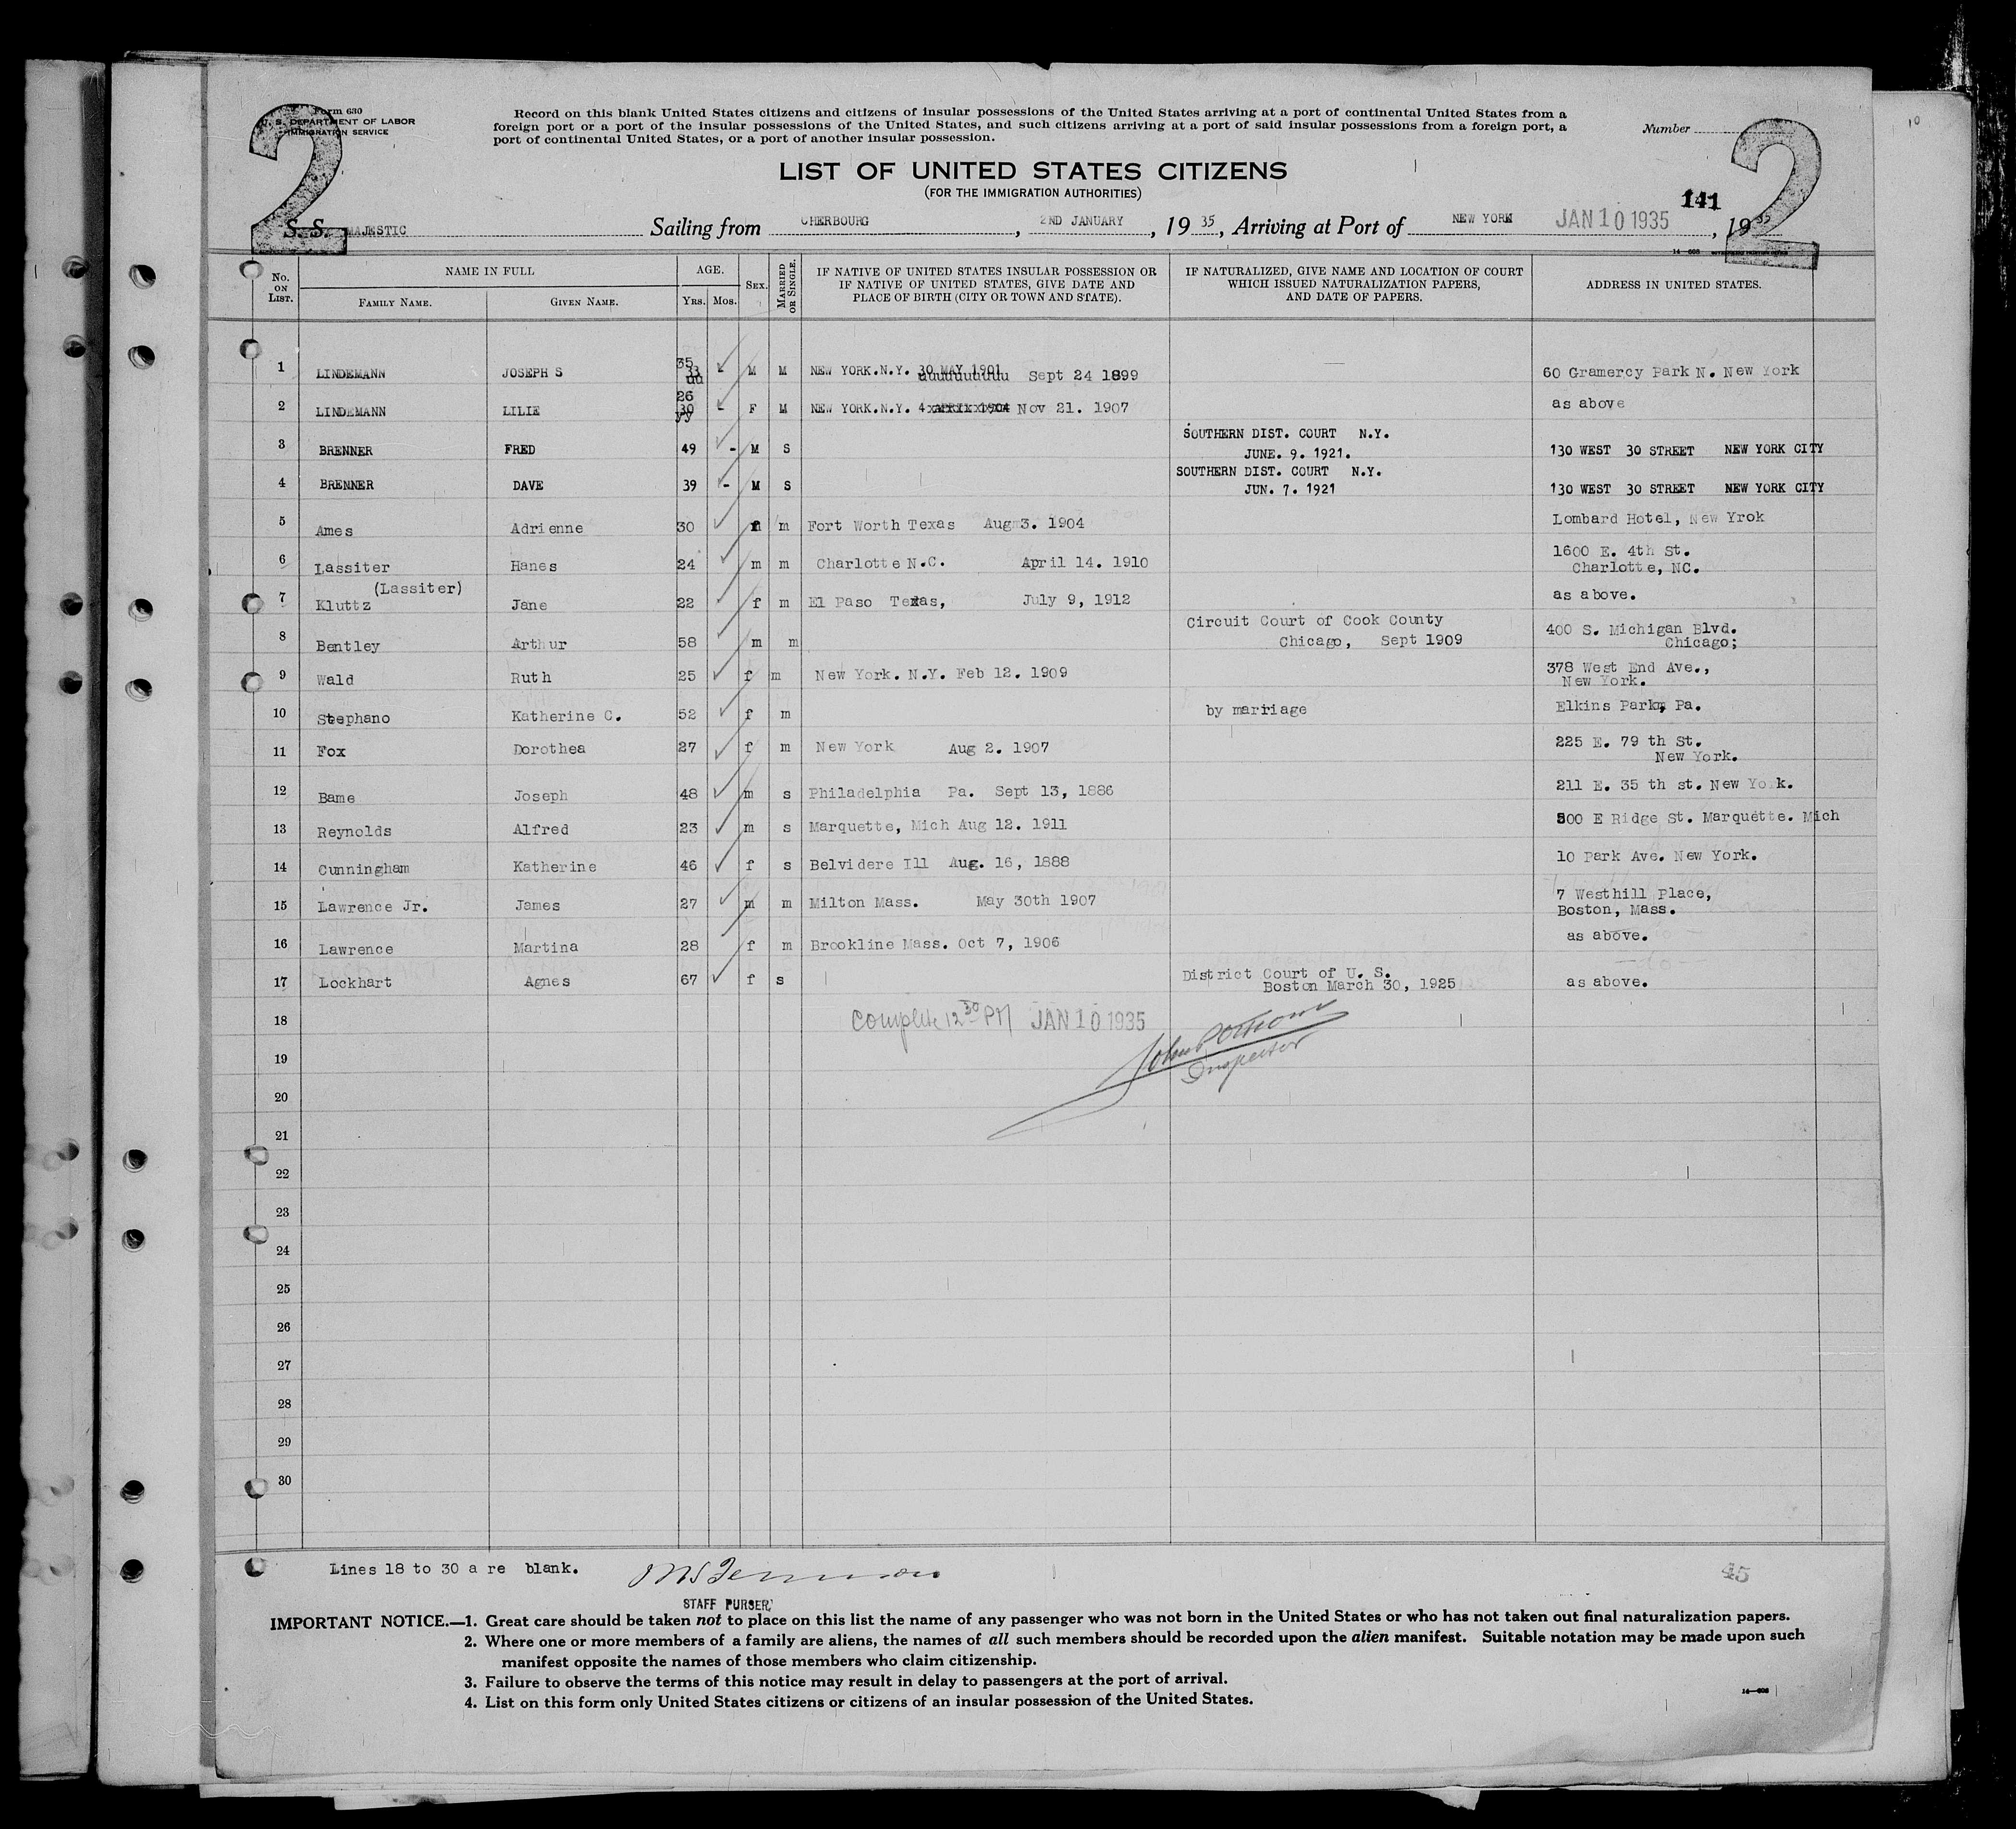 Form 630
U. S. DEPARTMENT OF LABOR
IMMIGRATION SERVICE
2
Record on this blank United States citizens and citizens of insular possessions of the United States arriving at a port of continental United States from a
foreign port or a port of the insular possessions of the United States, and such citizens arriving at a port of said insular possessions from a foreign port, a
port of continental United States, or a port of another insular possession.
Number
2
10
LIST OF UNITED STATES CITIZENS
(FOR THE IMMIGRATION AUTHORITIES)
141
S. S. MAJESTIC Sailing from CHERBOURG, 2ND JANUARY, 19 35, Arriving at Port of NEW YORK JAN 10 1935, 19 35
No. ON LIST. NAME IN FULL FAMILY NAME. GIVEN NAME. AGE. YRS. MOS. SEX. MARRIED OR SINGLE. IF NATIVE OF UNITED STATES INSULAR POSSESSION OR IF NATIVE OF UNITED STATES, GIVE DATE AND PLACE OF BIRTH (CITY OR TOWN AND STATE). IF NATURALIZED, GIVE NAME AND LOCATION OF COURT WHICH ISSUED NATURALIZATION PAPERS, AND DATE OF PAPERS. ADDRESS IN UNITED STATES.
1 LINDEMANN JOSEPH S 35 33 M M NEW YORK.N.Y. 30 MAY 1901 Sept 24 1899 60 Gramercy Park N. New York
2 LINDEMANN LILIE 26 30 - F M NEW YORK.N.Y. 4 APRIL 1904 Nov 21. 1907 as above
3 BRENNER FRED 49 - M S SOUTHERN DIST. COURT N.Y. JUNE. 9. 1921. 130 WEST 30 STREET NEW YORK CITY
4 BRENNER DAVE 39 - M S SOUTHERN DIST. COURT N.Y. JUN. 7. 1921 130 WEST 30 STREET NEW YORK CITY
5 Ames Adrienne 30 f m Fort Worth Texas Aug 3. 1904 Lombard Hotel, New Yrok
6 Lassiter Hanes 24 m m Charlotte N.C. April 14. 1910 1600 E. 4th St. Charlotte, NC.
7 (Lassiter) Kluttz Jane 22 f m El Paso Texas, July 9, 1912 as above.
8 Bentley Arthur 58 m m Circuit Court of Cook County Chicago, Sept 1909 400 S. Michigan Blvd. Chicago;
9 Wald Ruth 25 f m New York. N.Y. Feb 12. 1909 378 West End Ave., New York.
10 Stephano Katherine C. 52 f m by marriage Elkins Park, Pa.
11 Fox Dorothea 27 f m New York Aug 2. 1907 225 E. 79 th St. New York.
12 Bame Joseph 48 m s Philadelphia Pa. Sept 13, 1886 211 E. 35 th st. New Yo k.
13 Reynolds Alfred 23 m s Marquette, Mich Aug 12. 1911 500 E Ridge St. Marquette. Mich
14 Cunningham Katherine 46 f s Belvidere Ill Aug. 16, 1888 10 Park Ave. New York.
15 Lawrence Jr. James 27 m m Milton Mass. May 30th 1907 7 Westhill Place, Boston, Mass.
16 Lawrence Martina 28 f m Brookline Mass. Oct 7, 1906 as above.
17 Lockhart Agnes 67 f s District Court of U. S. Boston March 30, 1925 as above.
18 Complete 12 30 PM JAN 10 1935
19 Inspector
20
21
22
23
24
25
26
27
28
29
30
Lines 18 to 30 a re blank.
45
STAFF PURSER
IMPORTANT NOTICE.—1. Great care should be taken not to place on this list the name of any passenger who was not born in the United States or who has not taken out final naturalization papers.
2. Where one or more members of a family are aliens, the names of all such members should be recorded upon the alien manifest. Suitable notation may be made upon such
manifest opposite the names of those members who claim citizenship.
3. Failure to observe the terms of this notice may result in delay to passengers at the port of arrival.
4. List on this form only United States citizens or citizens of an insular possession of the United States.